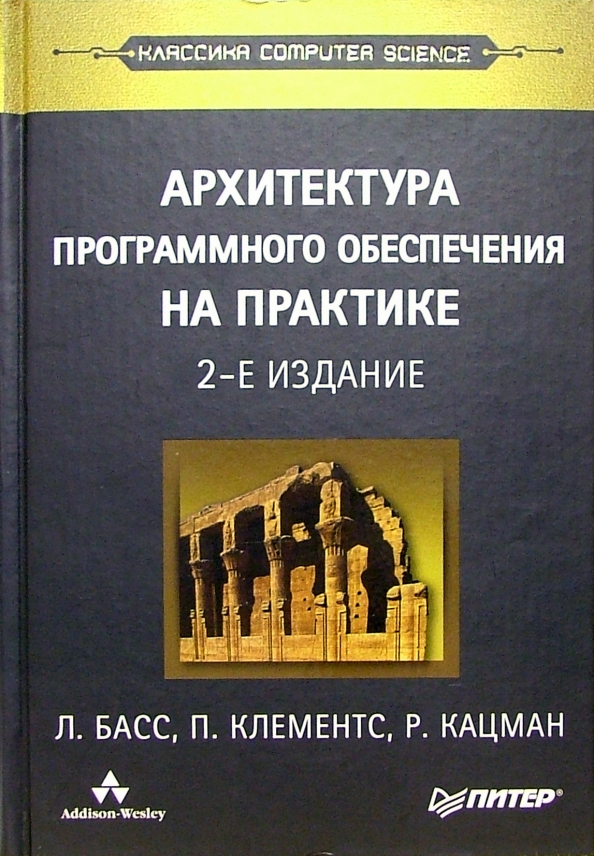 КЛАССИКА COMPUTER SCIENCE
АРХИТЕКТУРА
ПРОГРАММНОГО ОБЕСПЕЧЕНИЯ
НА ПРАКТИКЕ
2-Е ИЗДАНИЕ
Л. БАСС, П. КЛЕМЕНТС, Р. КАЦМАН
Addison-Wesley
ПИТЕР®